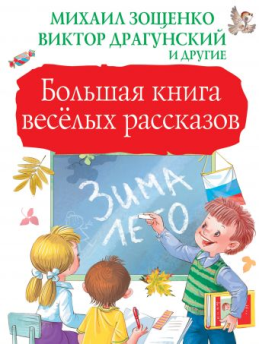 МИХАИЛ ЗОЩЕНКО
ВИКТОР ДРАГУНСКИЙ
И ДРУГИЕ
Большая книга
весёлых рассказов
ЗИМА
ЛЕТО